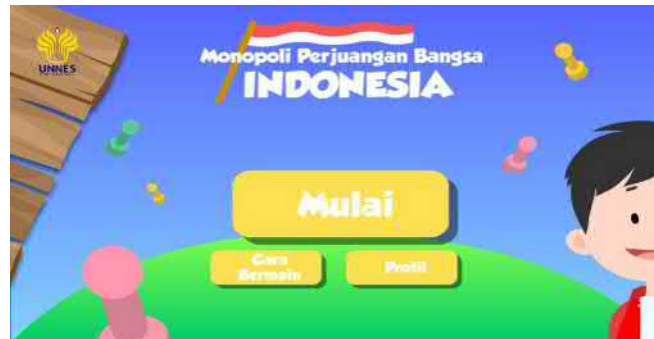 UNNES
Monopoli Perjuangan Bangsa
INDONESIA
Mulai
Cara
Bermain
Profil